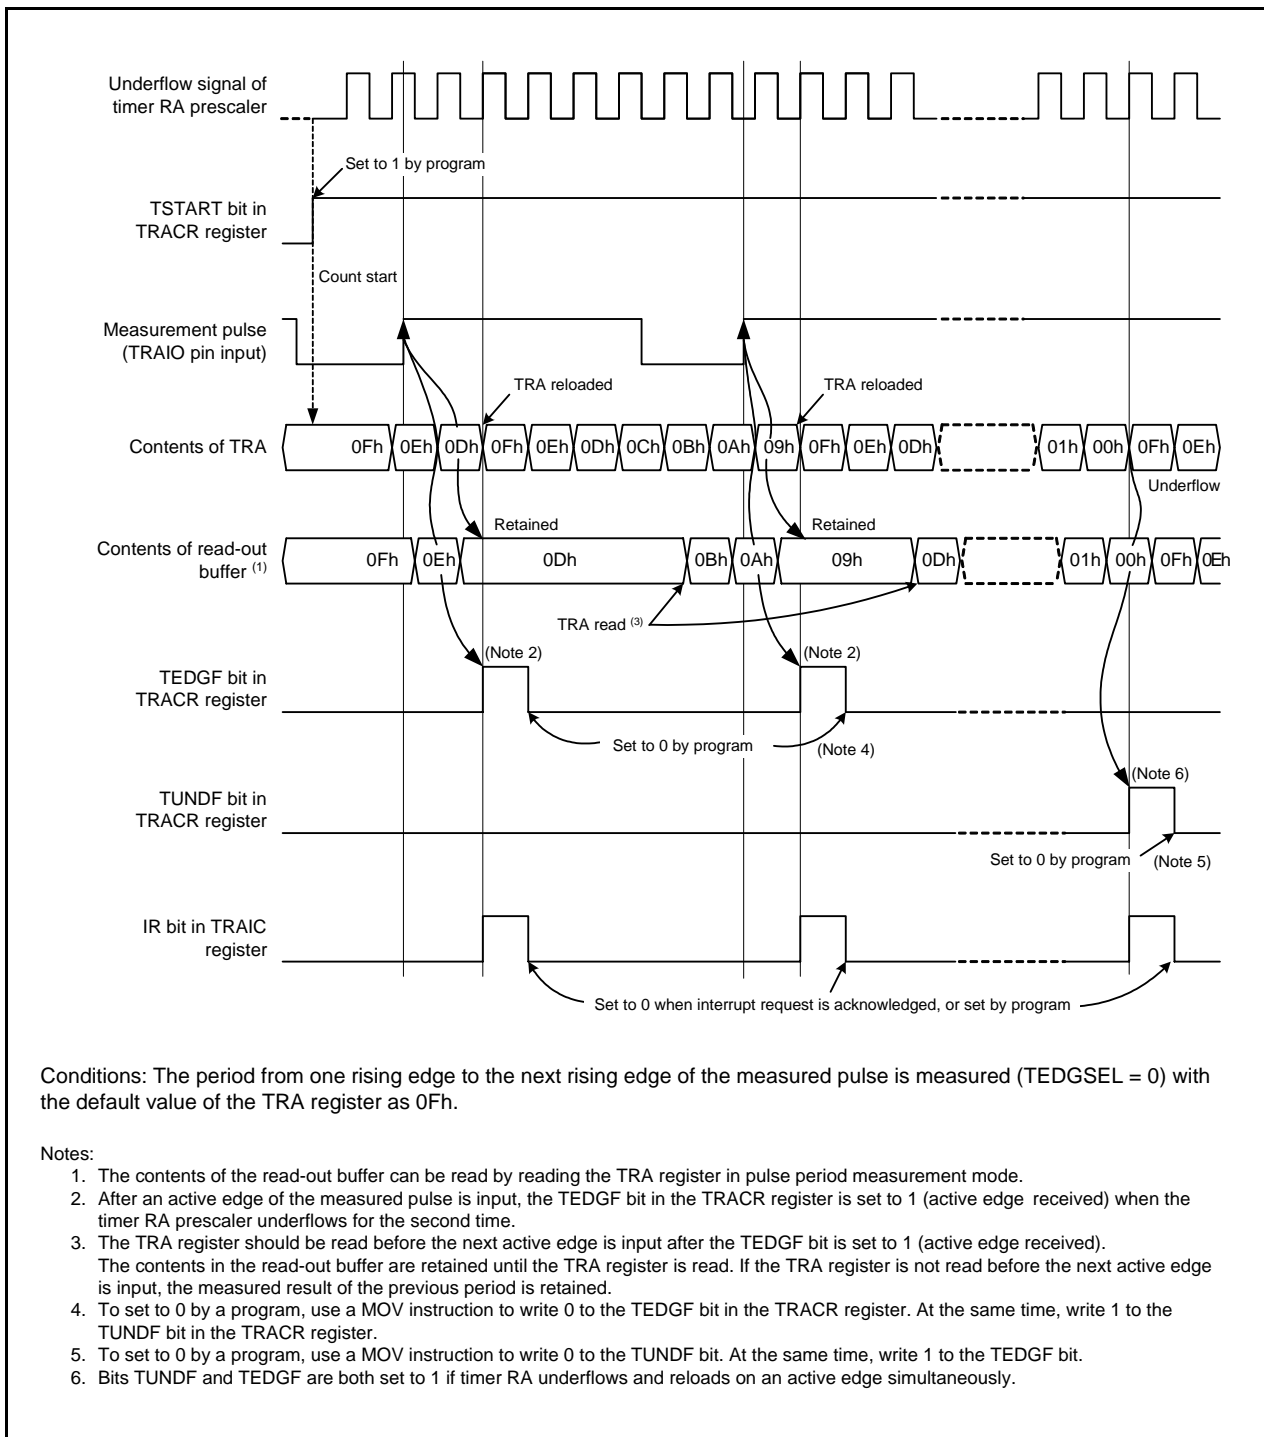 Underflow signal of
timer RA prescaler
Set to 1 by program
TSTART bit in
TRACR register
Count start
Measurement pulse
(TRAIO pin input)
TRA reloaded TRA reloaded
Contents of TRA 0Fh 0Eh 0Dh 0Fh 0Eh 0Dh 0Ch 0Bh 0Ah 09h 0Fh 0Eh 0Dh 01h 00h 0Fh 0Eh
Underflow
Retained Retained
Contents of read-out
buffer (1) 0Fh 0Eh 0Dh 0Bh 0Ah 09h 0Dh 01h 00h 0Fh 0Eh
TRA read (3)
(Note 2) (Note 2)
TEDGF bit in
TRACR register
Set to 0 by program (Note 4)
(Note 6)
TUNDF bit in
TRACR register
Set to 0 by program (Note 5)
IR bit in TRAIC
register
Set to 0 when interrupt request is acknowledged, or set by program
Conditions: The period from one rising edge to the next rising edge of the measured pulse is measured (TEDGSEL = 0) with
the default value of the TRA register as 0Fh.
Notes:
1. The contents of the read-out buffer can be read by reading the TRA register in pulse period measurement mode.
2. After an active edge of the measured pulse is input, the TEDGF bit in the TRACR register is set to 1 (active edge received) when the
timer RA prescaler underflows for the second time.
3. The TRA register should be read before the next active edge is input after the TEDGF bit is set to 1 (active edge received).
The contents in the read-out buffer are retained until the TRA register is read. If the TRA register is not read before the next active edge
is input, the measured result of the previous period is retained.
4. To set to 0 by a program, use a MOV instruction to write 0 to the TEDGF bit in the TRACR register. At the same time, write 1 to the
TUNDF bit in the TRACR register.
5. To set to 0 by a program, use a MOV instruction to write 0 to the TUNDF bit. At the same time, write 1 to the TEDGF bit.
6. Bits TUNDF and TEDGF are both set to 1 if timer RA underflows and reloads on an active edge simultaneously.